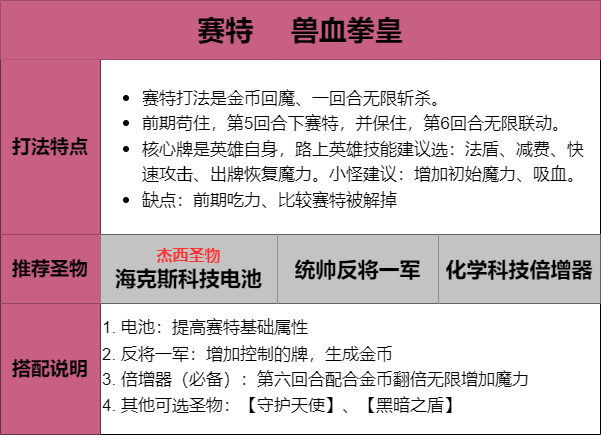 赛特 兽血拳皇
打法特点
• 赛特打法是金币回魔、一回合无限斩杀。
• 前期苟住，第5回合下赛特，并保住，第6回合无限联动。
• 核心牌是英雄自身，路上英雄技能建议选：法盾、减费、快
速攻击、出牌恢复魔力。小怪建议：增加初始魔力、吸血。
• 缺点：前期吃力、比较赛特被解掉
推荐圣物
杰西圣物
海克斯科技电池
统帅反将一军
化学科技倍增器
搭配说明
1. 电池：提高赛特基础属性
2. 反将一军：增加控制的牌，生成金币
3. 倍增器（必备）：第六回合配合金币翻倍无限增加魔力
4. 其他可选圣物：【守护天使】、【黑暗之盾】